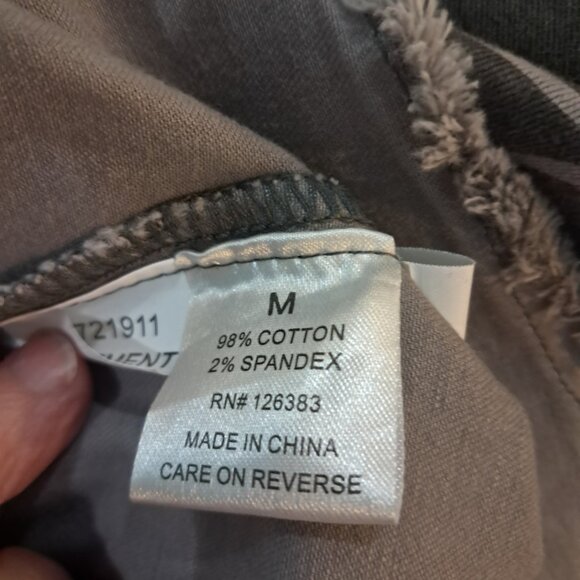 M
98% COTTON
2% SPANDEX
RN# 126383
MADE IN CHINA
CARE ON REVERSE
721911